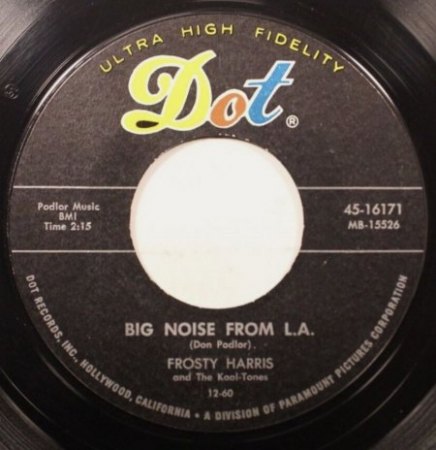 ULTRA HIGH FIDELITY
Dot®
Podlor Music
BMI
Time 2:15
45-16171
MB-15526
BIG NOISE FROM L.A.
(Don Podlor)
FROSTY HARRIS
and The Kool-Tones
12-60
DOT RECORDS, INC., HOLLYWOOD, CALIFORNIA • A DIVISION OF PARAMOUNT PICTURES CORPORATION